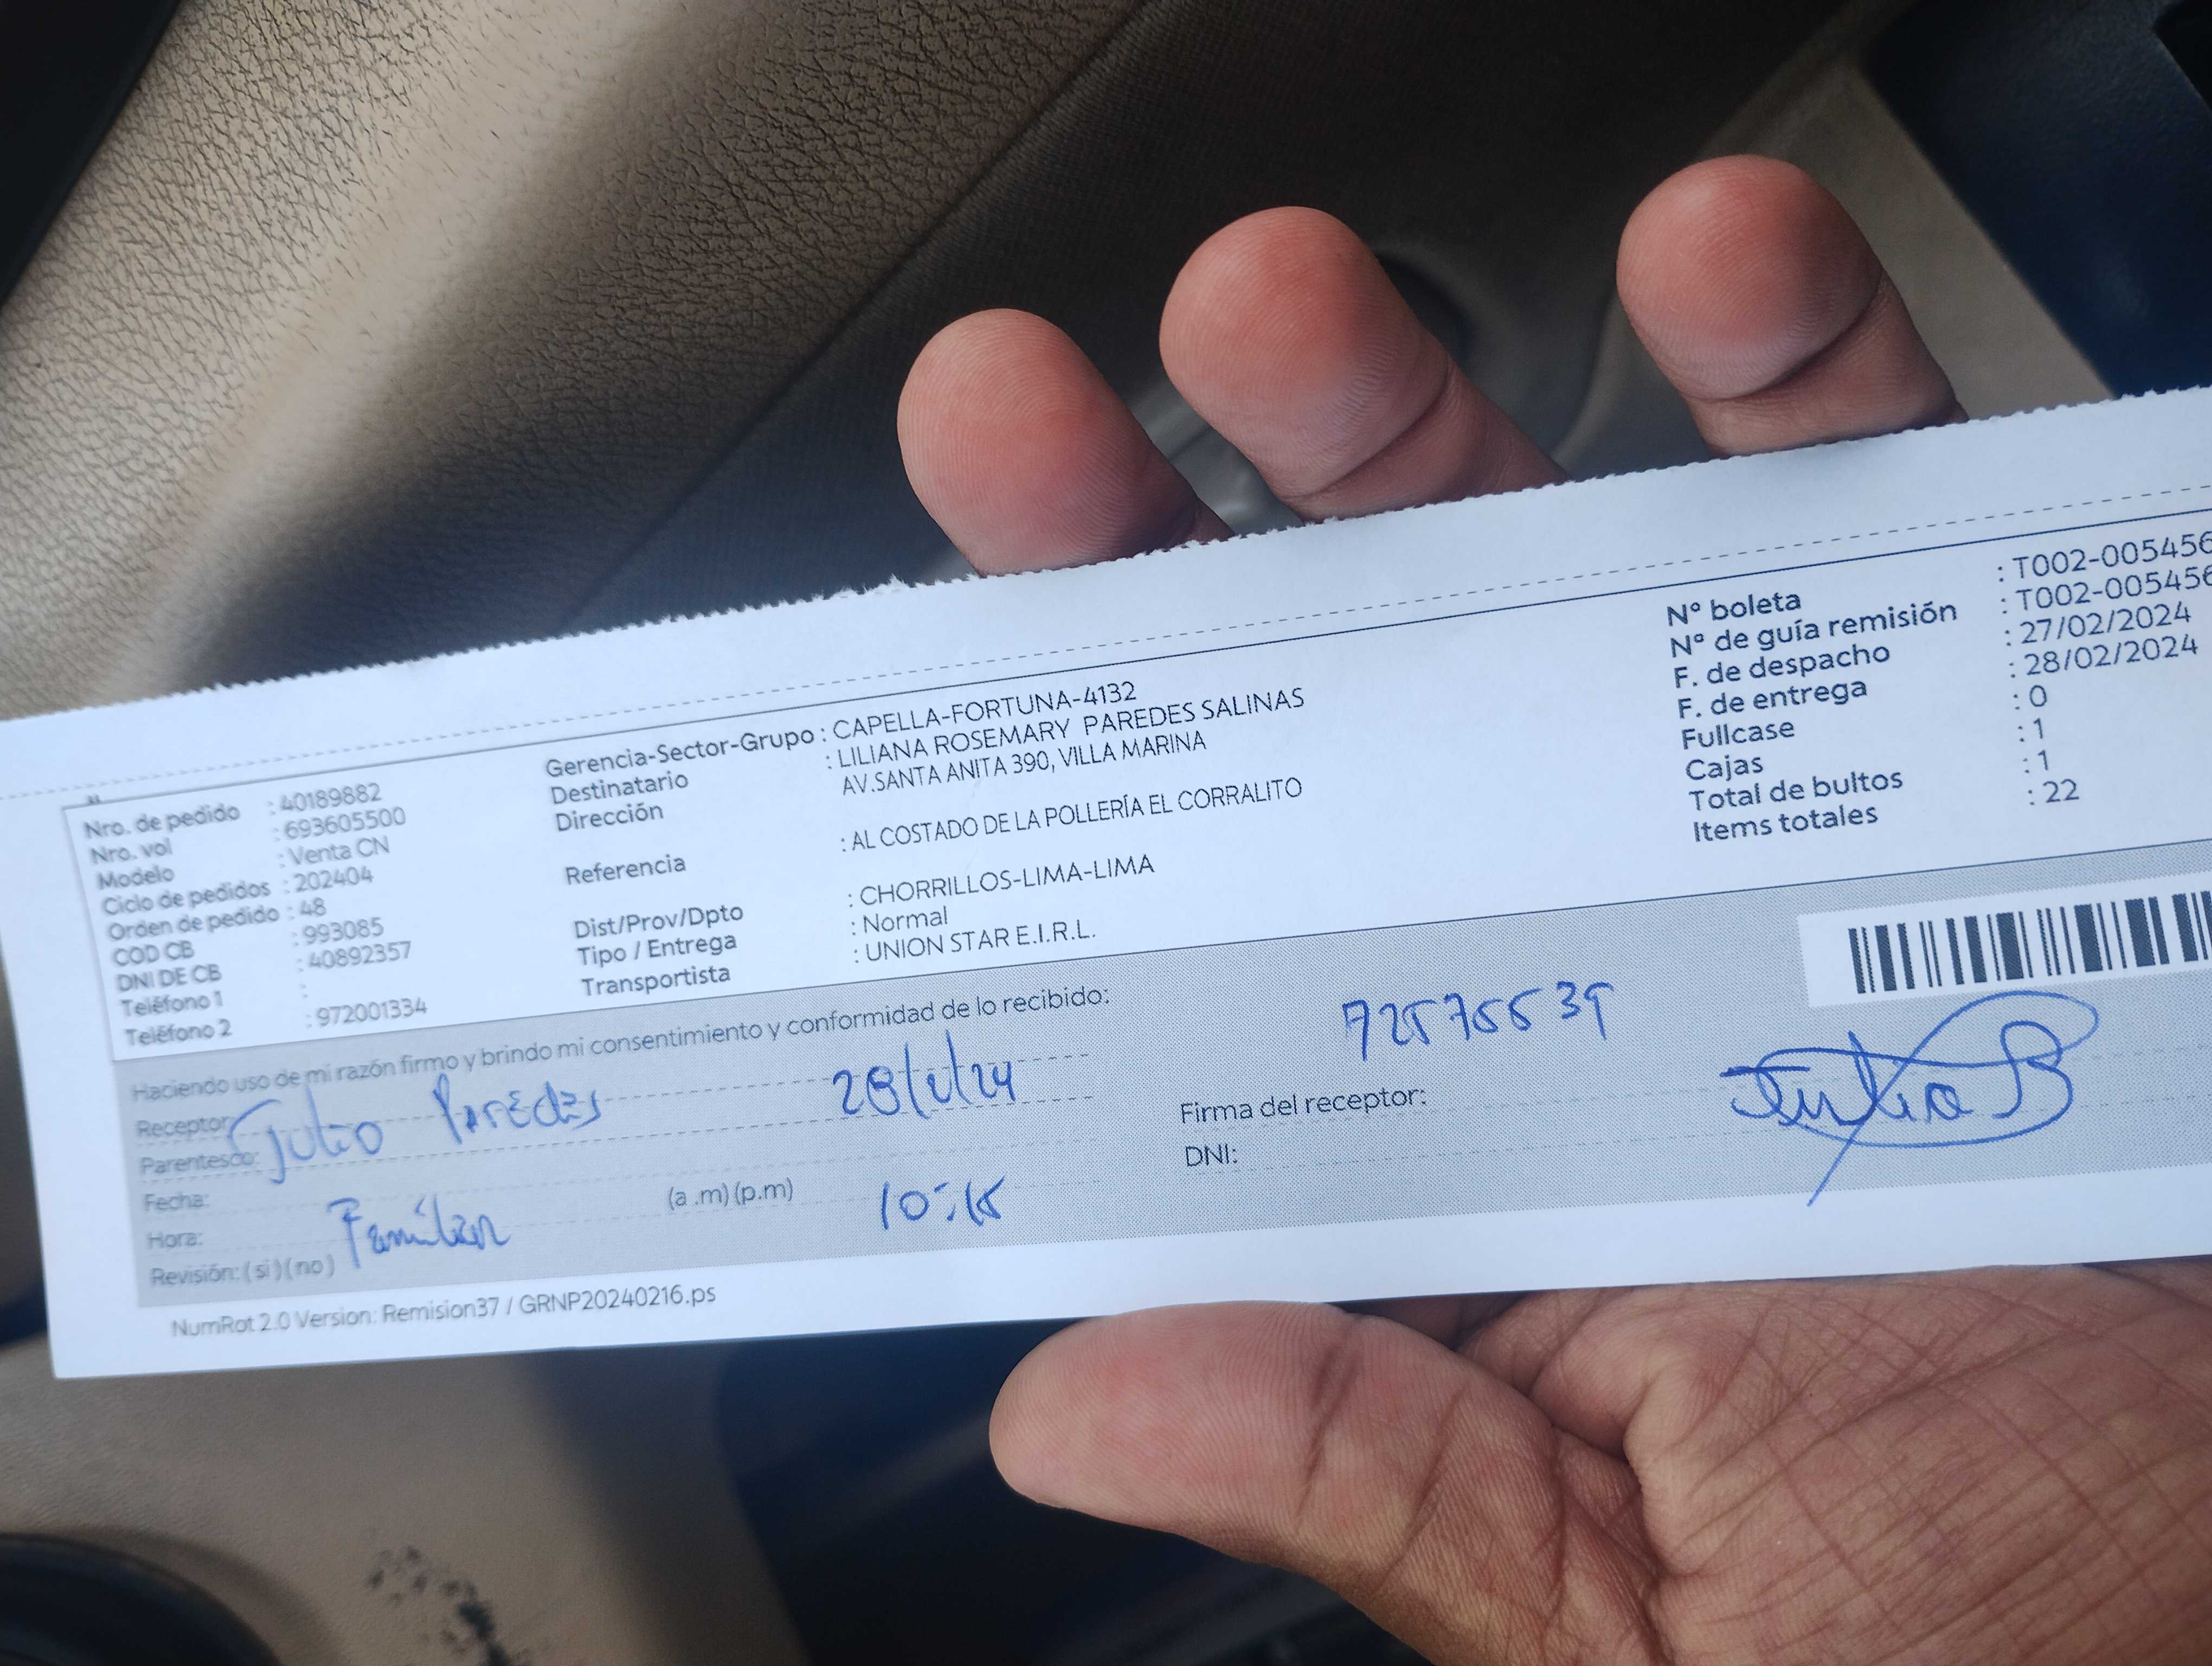 Nro. de pedido : 40189882
Nro. vol : 693605500
Modelo : Venta CN
Ciclo de pedidos : 202404
Orden de pedido : 48
COD CB : 993085
DNI DE CB : 40892357
Teléfono 1 :
Teléfono 2 : 972001334
Gerencia-Sector-Grupo : CAPELLA-FORTUNA-4132
Destinatario : LILIANA ROSEMARY PAREDES SALINAS
Dirección AV.SANTA ANITA 390, VILLA MARINA
Referencia : AL COSTADO DE LA POLLERÍA EL CORRALITO
Dist/Prov/Dpto : CHORRILLOS-LIMA-LIMA
Tipo / Entrega : Normal
Transportista : UNION STAR E.I.R.L.
N° boleta : T002-005456
N° de guía remisión : T002-005456
F. de despacho : 27/02/2024
F. de entrega : 28/02/2024
Fullcase : 0
Cajas : 1
Total de bultos : 1
Items totales : 22
Haciendo uso de mi razón firmo y brindo mi consentimiento y conformidad de lo recibido:
Receptor: Julio Paredes
Parentesco:
Fecha:
Hora: (a .m) (p.m) 10:15
Revisión: ( si ) ( no ) Familiar
Firma del receptor:
DNI:
NumRot 2.0 Version: Remision37 / GRNP20240216.ps